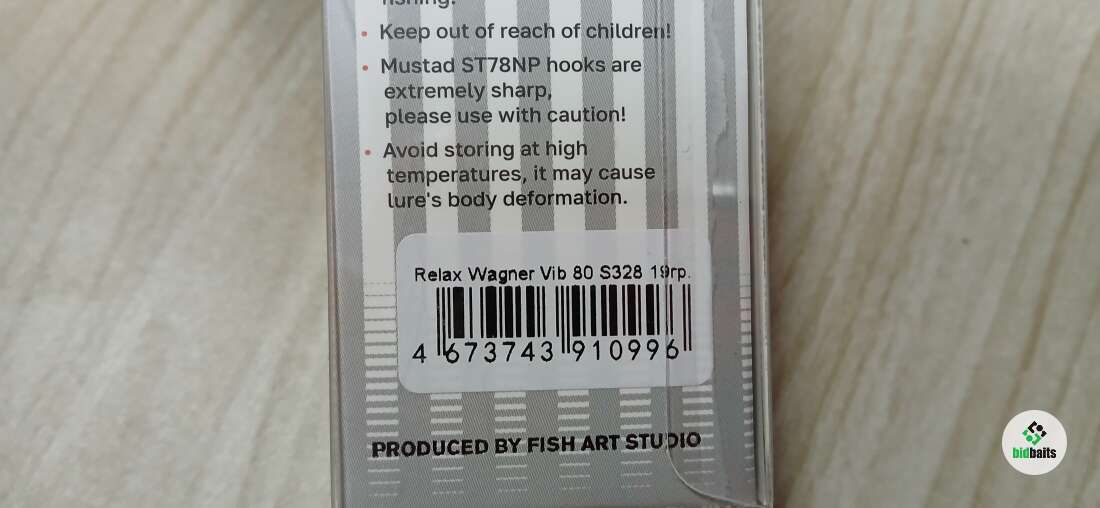 fishing!
• Keep out of reach of children!
• Mustad ST78NP hooks are
extremely sharp,
please use with caution!
• Avoid storing at high
temperatures, it may cause
lure's body deformation.
Relax Wagner Vib 80 S328 19гр.
4 673743 910996
PRODUCED BY FISH ART STUDIO
bidbaits